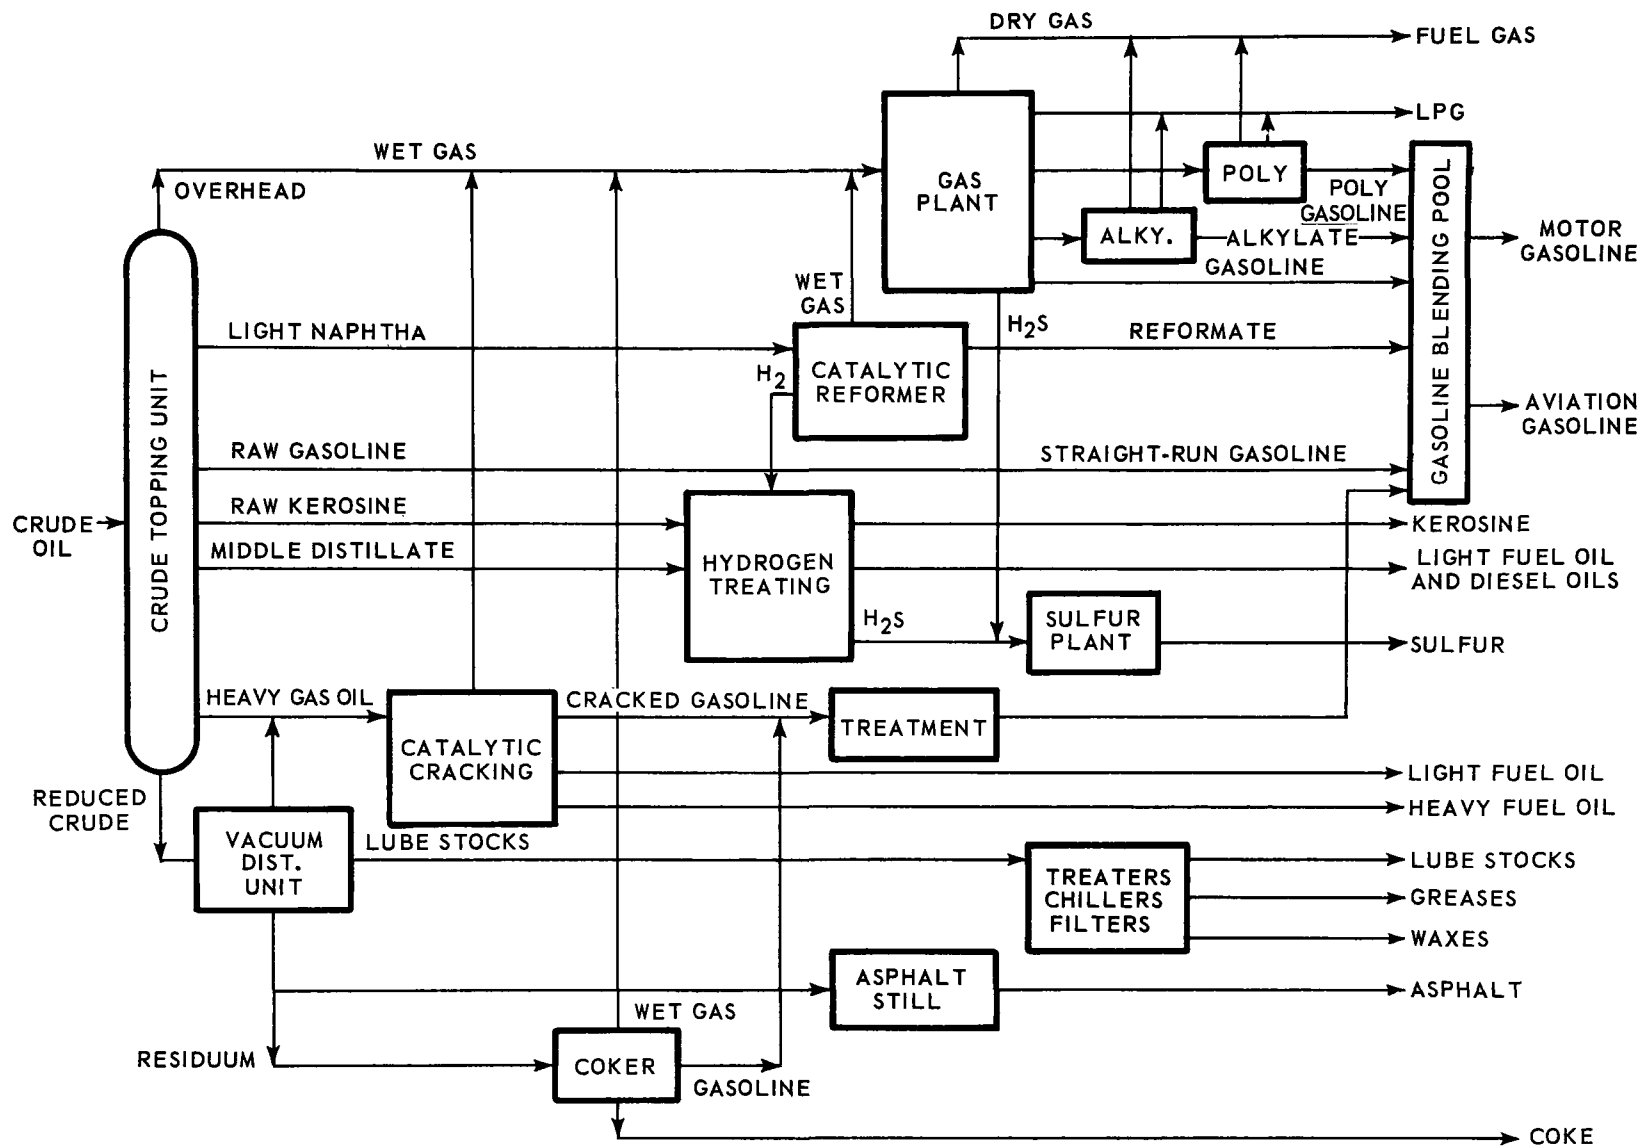 DRY GAS
FUEL GAS
LPG
WET GAS
OVERHEAD
GAS
PLANT
POLY
POLY
GASOLINE
ALKY.
ALKYLATE
GASOLINE
MOTOR
GASOLINE
GASOLINE BLENDING POOL
WET
GAS
H2S
LIGHT NAPHTHA
REFORMATE
CATALYTIC
REFORMER
H2
AVIATION
GASOLINE
RAW GASOLINE
STRAIGHT-RUN GASOLINE
CRUDE TOPPING UNIT
CRUDE
OIL
RAW KEROSINE
KEROSINE
MIDDLE DISTILLATE
HYDROGEN
TREATING
LIGHT FUEL OIL
AND DIESEL OILS
H2S
SULFUR
PLANT
SULFUR
HEAVY GAS OIL
CRACKED GASOLINE
TREATMENT
CATALYTIC
CRACKING
LIGHT FUEL OIL
HEAVY FUEL OIL
REDUCED
CRUDE
VACUUM
DIST.
UNIT
LUBE STOCKS
TREATERS
CHILLERS
FILTERS
LUBE STOCKS
GREASES
WAXES
ASPHALT
STILL
ASPHALT
WET GAS
RESIDUUM
COKER
GASOLINE
COKE